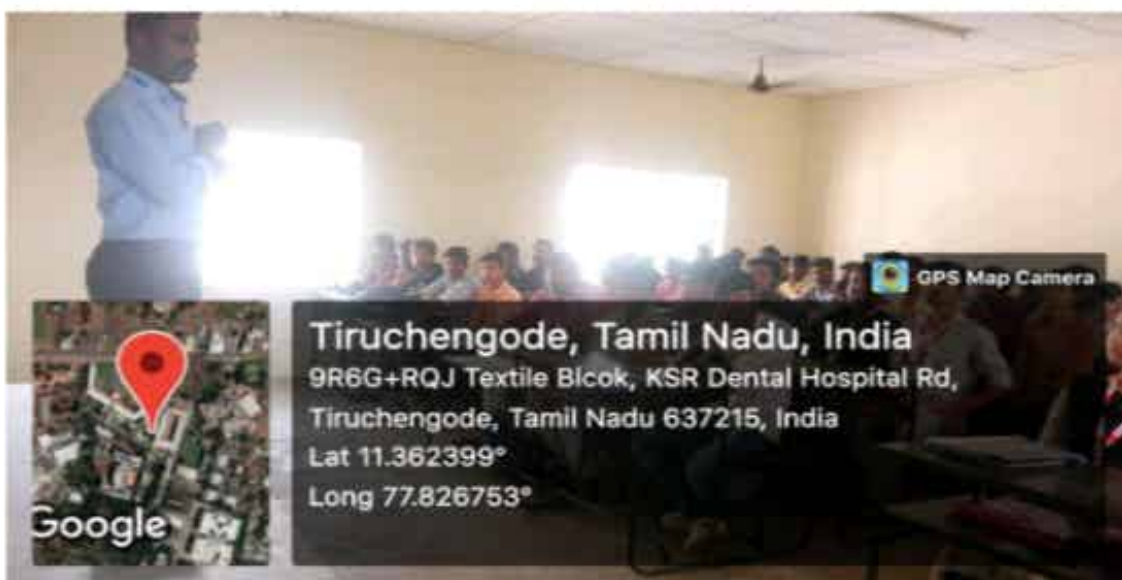 GPS Map Camera
Tiruchengode, Tamil Nadu, India
9R6G+RQJ Textile Blcok, KSR Dental Hospital Rd,
Tiruchengode, Tamil Nadu 637215, India
Lat 11.362399°
Long 77.826753°
Google